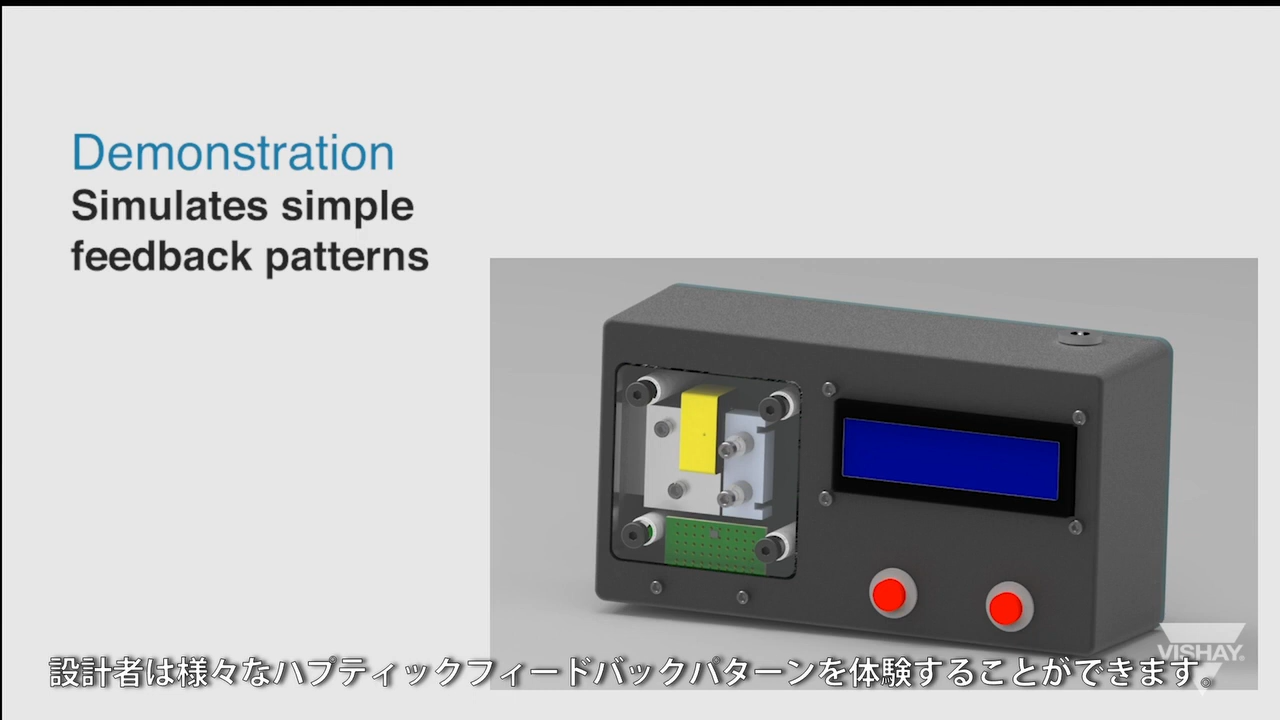 Demonstration
Simulates simple
feedback patterns
VISHAY®
設計者は様々なハプティックフィードバックパターンを体験することができます。